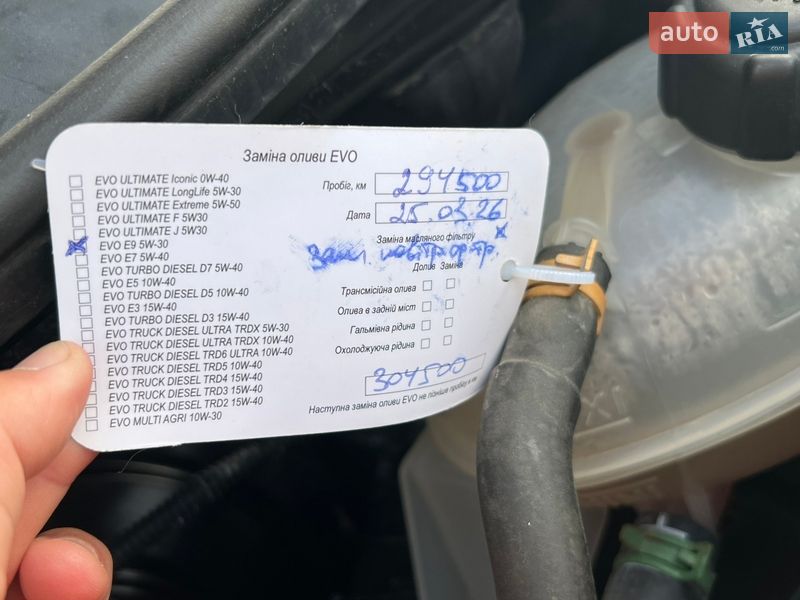 auto RIA .com
Заміна оливи EVO
EVO ULTIMATE Iconic 0W-40
EVO ULTIMATE LongLife 5W-30
EVO ULTIMATE Extreme 5W-50
EVO ULTIMATE F 5W30
EVO ULTIMATE J 5W30
EVO E9 5W-30
EVO E7 5W-40
EVO TURBO DIESEL D7 5W-40
EVO E5 10W-40
EVO TURBO DIESEL D5 10W-40
EVO E3 15W-40
EVO TURBO DIESEL D3 15W-40
EVO TRUCK DIESEL ULTRA TRDX 5W-30
EVO TRUCK DIESEL ULTRA TRDX 10W-40
EVO TRUCK DIESEL TRD6 ULTRA 10W-40
EVO TRUCK DIESEL TRD5 10W-40
EVO TRUCK DIESEL TRD4 15W-40
EVO TRUCK DIESEL TRD3 15W-40
EVO TRUCK DIESEL TRD2 15W-40
EVO MULTI AGRI 10W-30
Пробіг, км 294500
Дата 25.03.26
Заміна масляного фільтру
Долив Заміна
Трансмісійна олива
Олива в задній міст
Гальмівна рідина
Охолоджуюча рідина
304500
Наступна заміна оливи EVO не пізніше пробігу в км